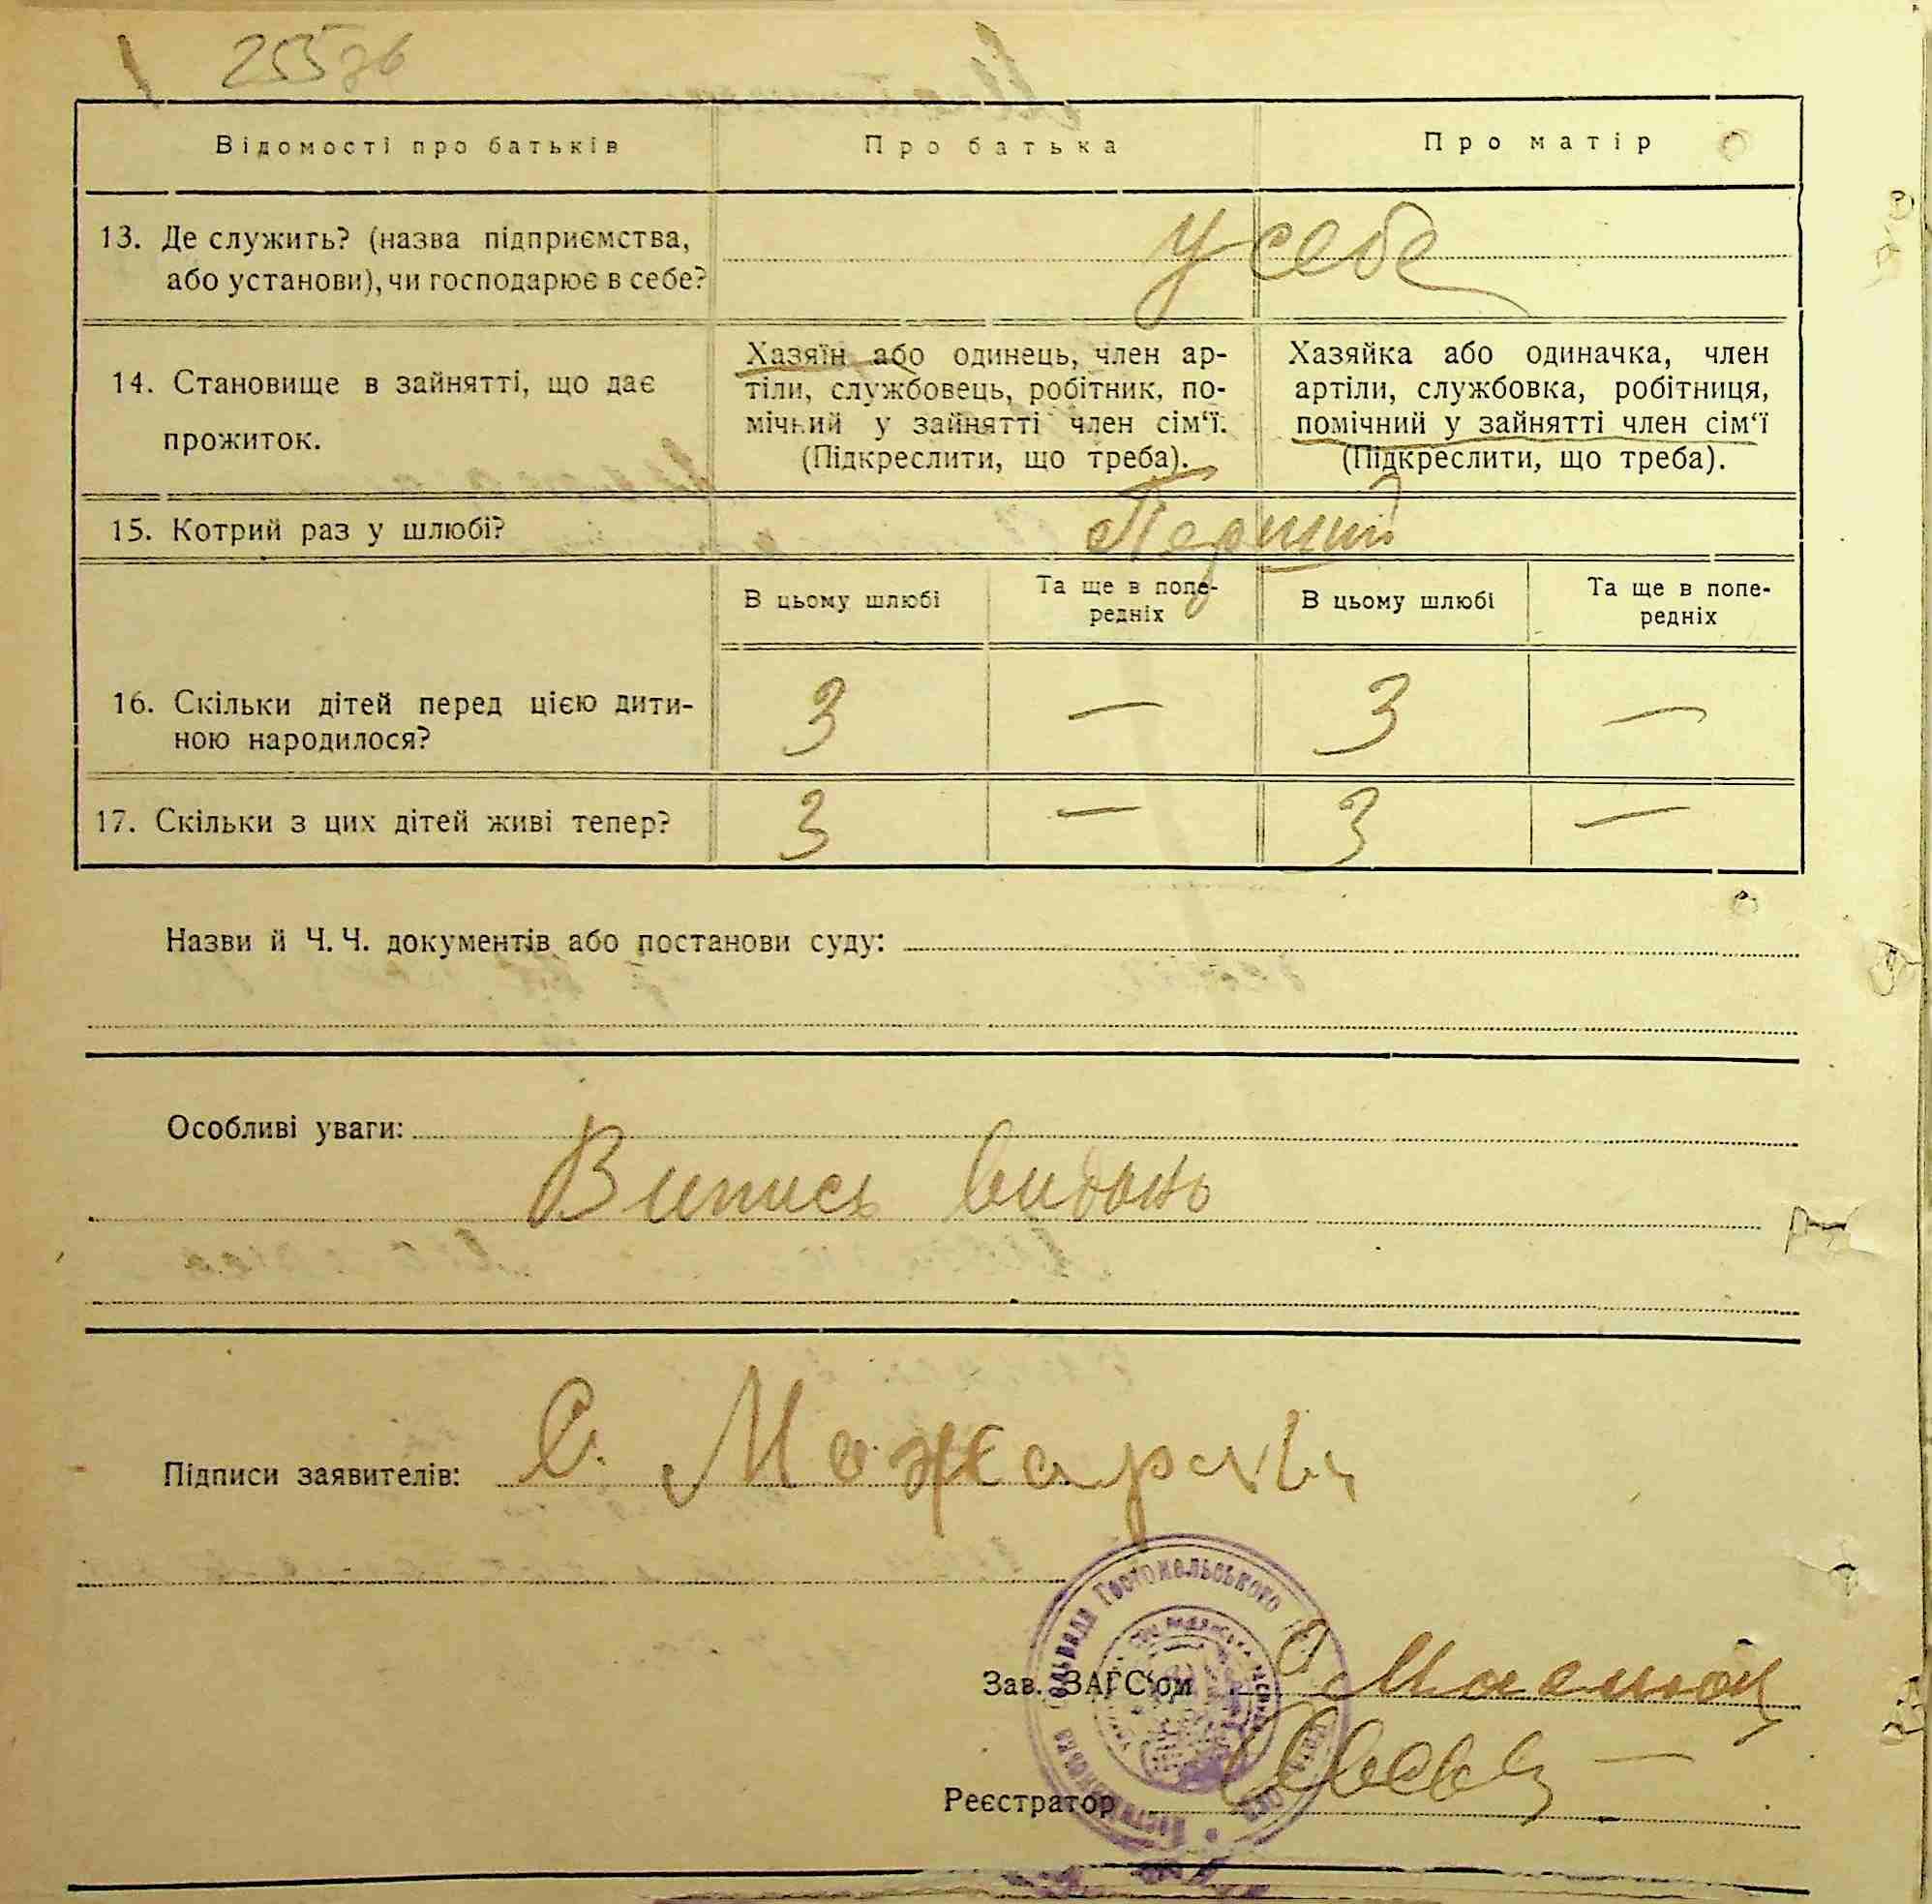 255 зв
Відомості про батьків
Про батька
Про матір
13. Де служить? (назва підприємства,
або установи), чи господарює в себе?
у себе
14. Становище в зайнятті, що дає
прожиток.
Хазяїн або одинець, член ар-
тіли, службовець, робітник, по-
мічний у зайнятті член сім‘ї.
(Підкреслити, що треба).
Хазяйка або одиначка, член
артіли, службовка, робітниця,
помічний у зайнятті член сім‘ї
(Підкреслити, що треба).
15. Котрий раз у шлюбі?
Перший
В цьому шлюбі
Та ще в попе-
редніх
В цьому шлюбі
Та ще в попе-
редніх
16. Скільки дітей перед цією дити-
ною народилося?
3 — 3 —
17. Скільки з цих дітей живі тепер?
3 — 3 —
Назви й Ч. Ч. документів або постанови суду:
Особливі уваги:
Випись видано
Підписи заявителів:
С. Можарський
Гостомельського
Зав. ЗАГС‘ом
Реєстратор